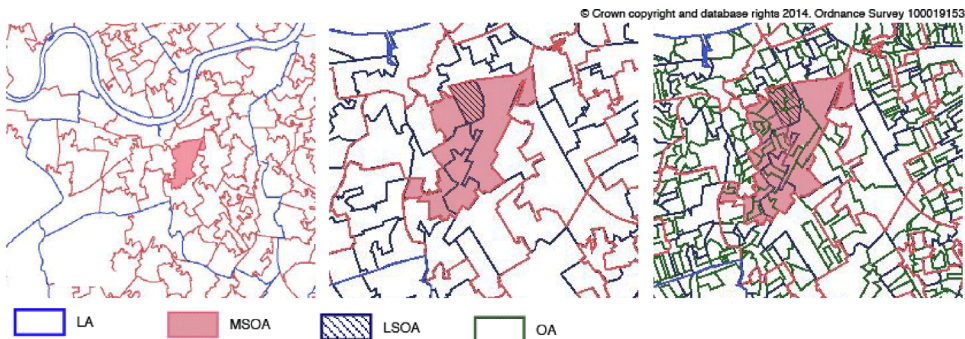 © Crown copyright and database rights 2014. Ordnance Survey 100019153
LA
MSOA
LSOA
OA